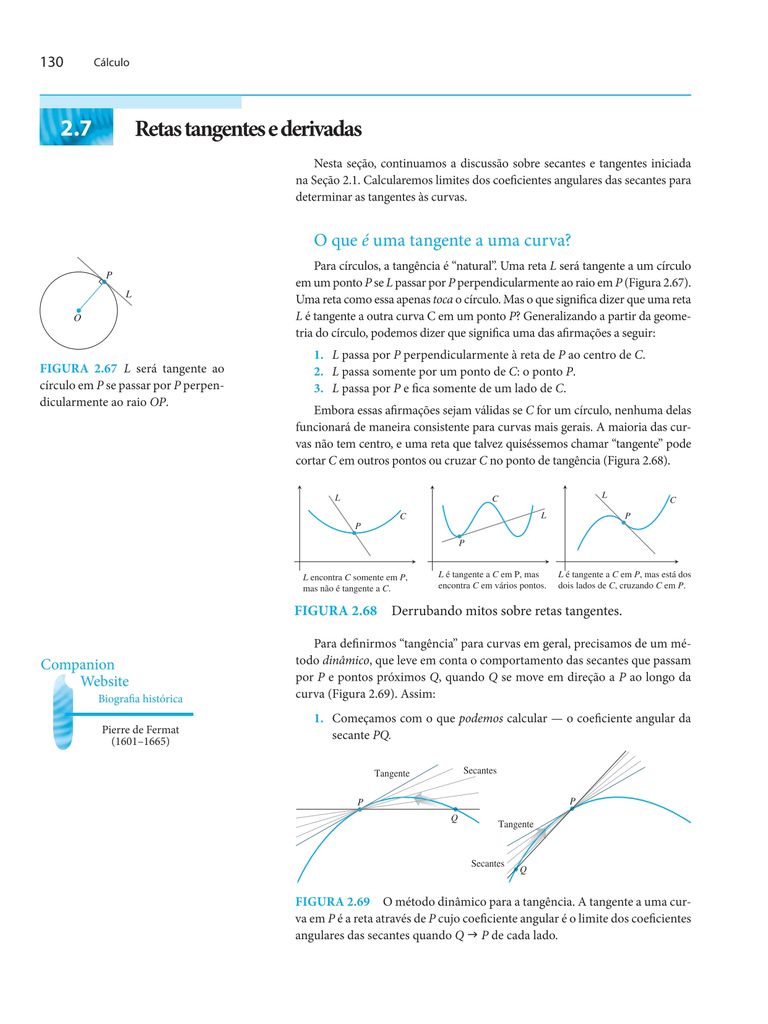 130 Cálculo
2.7 Retas tangentes e derivadas
Nesta seção, continuamos a discussão sobre secantes e tangentes iniciada
na Seção 2.1. Calcularemos limites dos coeficientes angulares das secantes para
determinar as tangentes às curvas.
O que é uma tangente a uma curva?
Para círculos, a tangência é “natural”. Uma reta L será tangente a um círculo
em um ponto P se L passar por P perpendicularmente ao raio em P (Figura 2.67).
Uma reta como essa apenas toca o círculo. Mas o que significa dizer que uma reta
L é tangente a outra curva C em um ponto P? Generalizando a partir da geome-
tria do círculo, podemos dizer que significa uma das afirmações a seguir:
1. L passa por P perpendicularmente à reta de P ao centro de C.
2. L passa somente por um ponto de C: o ponto P.
3. L passa por P e fica somente de um lado de C.
P
L
O
FIGURA 2.67 L será tangente ao
círculo em P se passar por P perpen-
dicularmente ao raio OP.
Embora essas afirmações sejam válidas se C for um círculo, nenhuma delas
funcionará de maneira consistente para curvas mais gerais. A maioria das cur-
vas não tem centro, e uma reta que talvez quiséssemos chamar “tangente” pode
cortar C em outros pontos ou cruzar C no ponto de tangência (Figura 2.68).
L
C
P
L encontra C somente em P,
mas não é tangente a C.
C
L
P
L é tangente a C em P, mas
encontra C em vários pontos.
L
C
P
L é tangente a C em P, mas está dos
dois lados de C, cruzando C em P.
FIGURA 2.68 Derrubando mitos sobre retas tangentes.
Para definirmos “tangência” para curvas em geral, precisamos de um mé-
todo dinâmico, que leve em conta o comportamento das secantes que passam
por P e pontos próximos Q, quando Q se move em direção a P ao longo da
curva (Figura 2.69). Assim:
1. Começamos com o que podemos calcular — o coeficiente angular da
secante PQ.
Companion
Website
Biografia histórica
Pierre de Fermat
(1601–1665)
Tangente
Secantes
P
Q
P
Tangente
Secantes
Q
FIGURA 2.69 O método dinâmico para a tangência. A tangente a uma cur-
va em P é a reta através de P cujo coeficiente angular é o limite dos coeficientes
angulares das secantes quando Q → P de cada lado.